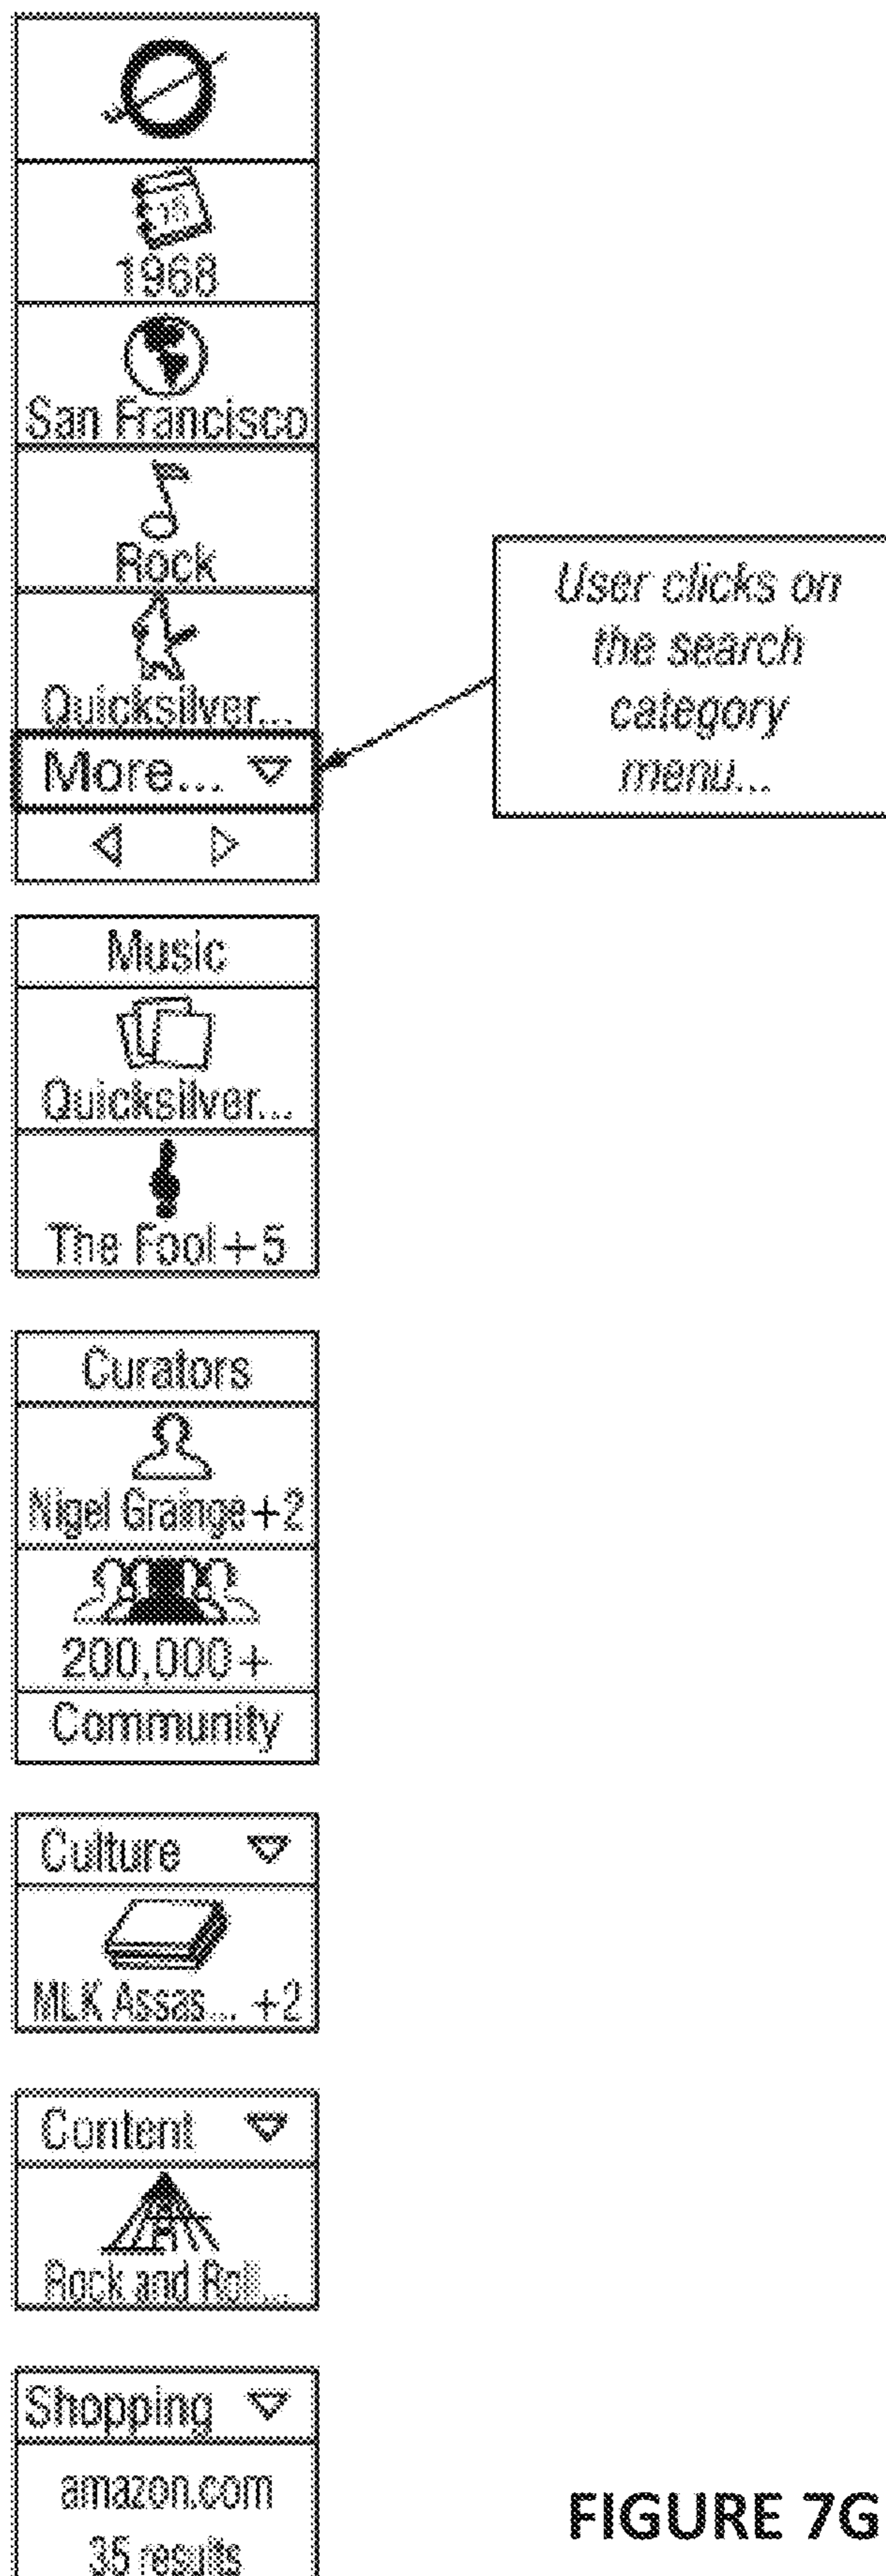 15
1968
San Francisco
Rock
Quicksilver...
More...
User clicks on
the search
category
menu...
Music
Quicksilver...
The Fool +5
Curators
Nigel Grainge +2
200,000+
Community
Culture
MLK Assas... +2
Content
Rock and Roll...
Shopping
amazon.com
35 results
FIGURE 7G